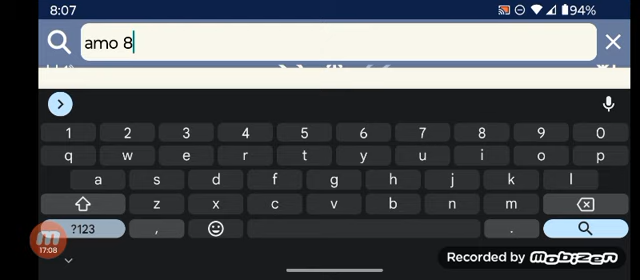 8:07
94%
amo 8
1 2 3 4 5 6 7 8 9 0
q w e r t y u i o p
a s d f g h j k l
z x c v b n m
?123 , .
17:08
Recorded by MOBIZEN